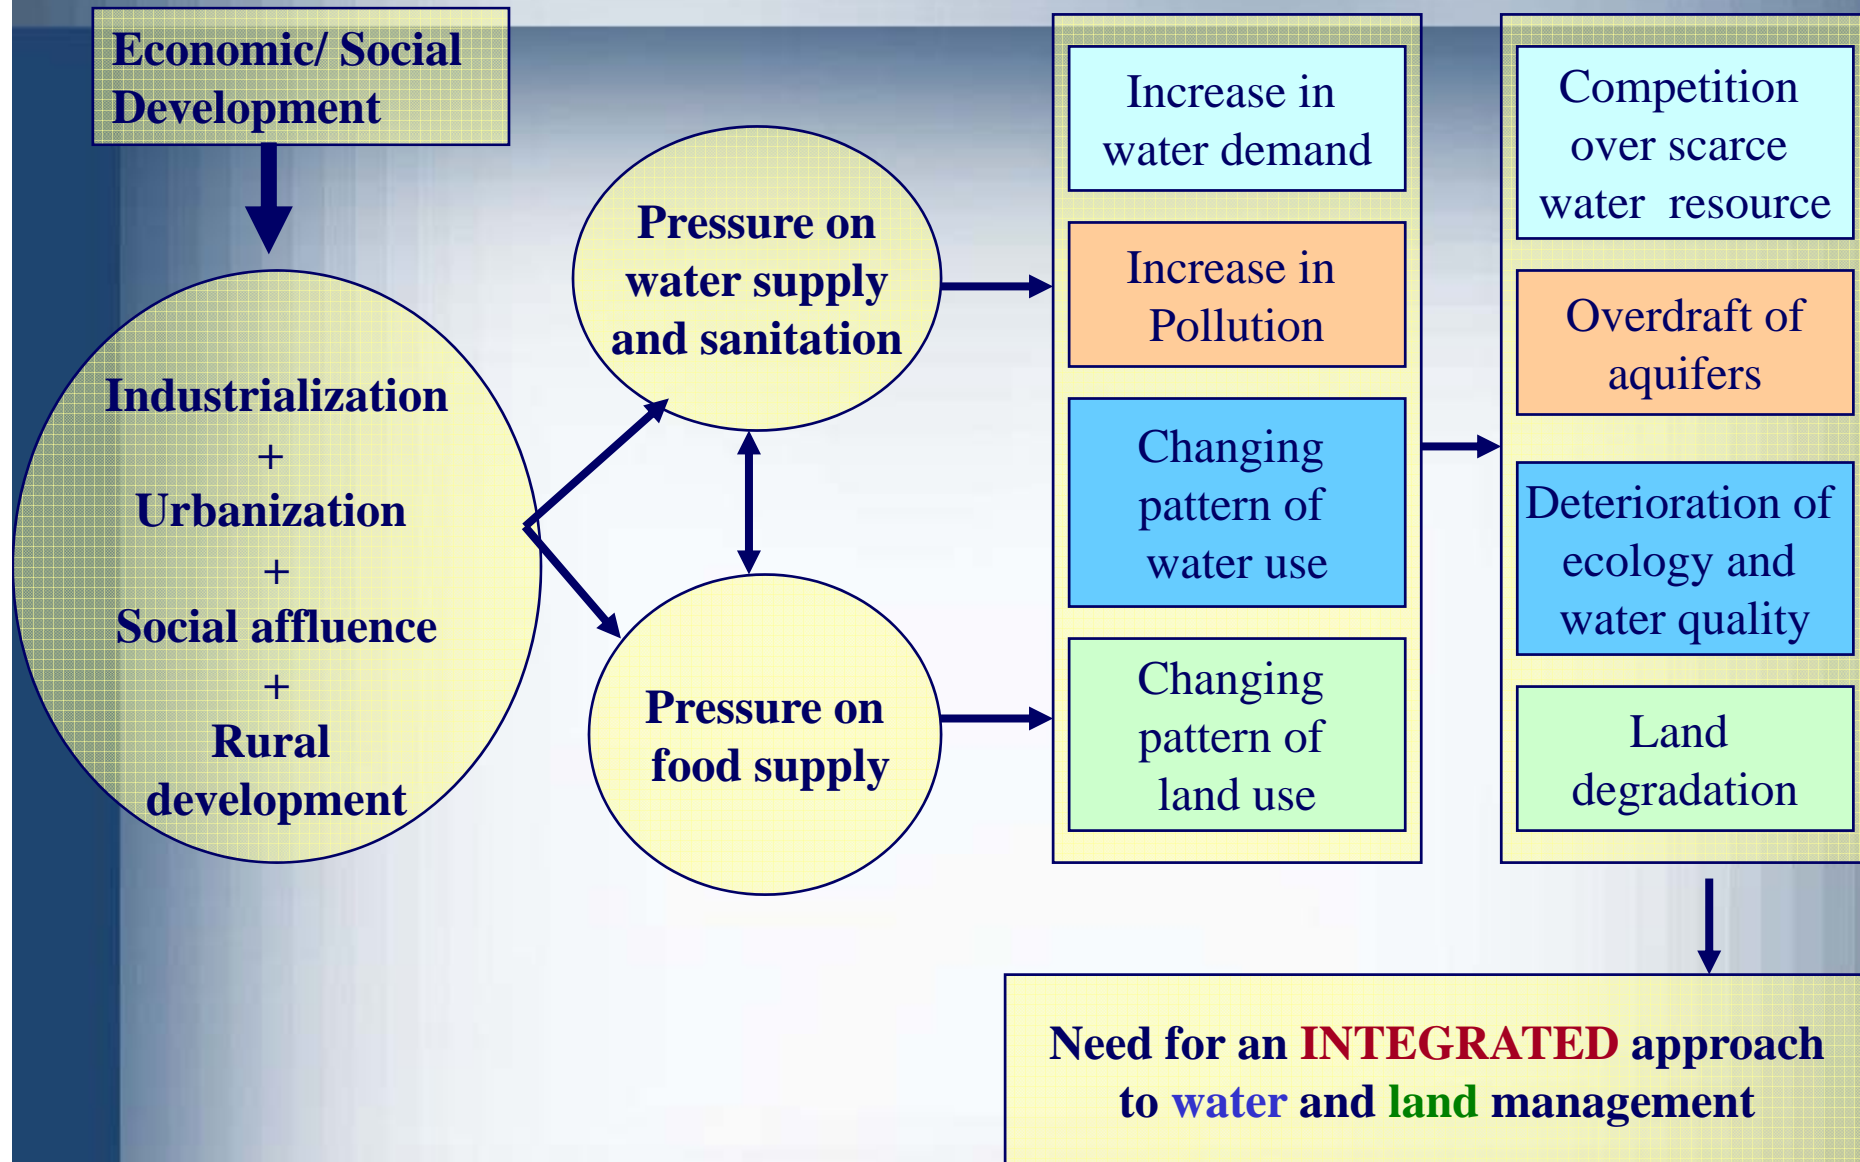 Economic/ Social
Development
Industrialization
+
Urbanization
+
Social affluence
+
Rural
development
Pressure on
water supply
and sanitation
Pressure on
food supply
Increase in
water demand
Increase in
Pollution
Changing
pattern of
water use
Changing
pattern of
land use
Competition
over scarce
water resource
Overdraft of
aquifers
Deterioration of
ecology and
water quality
Land
degradation
Need for an INTEGRATED approach
to water and land management